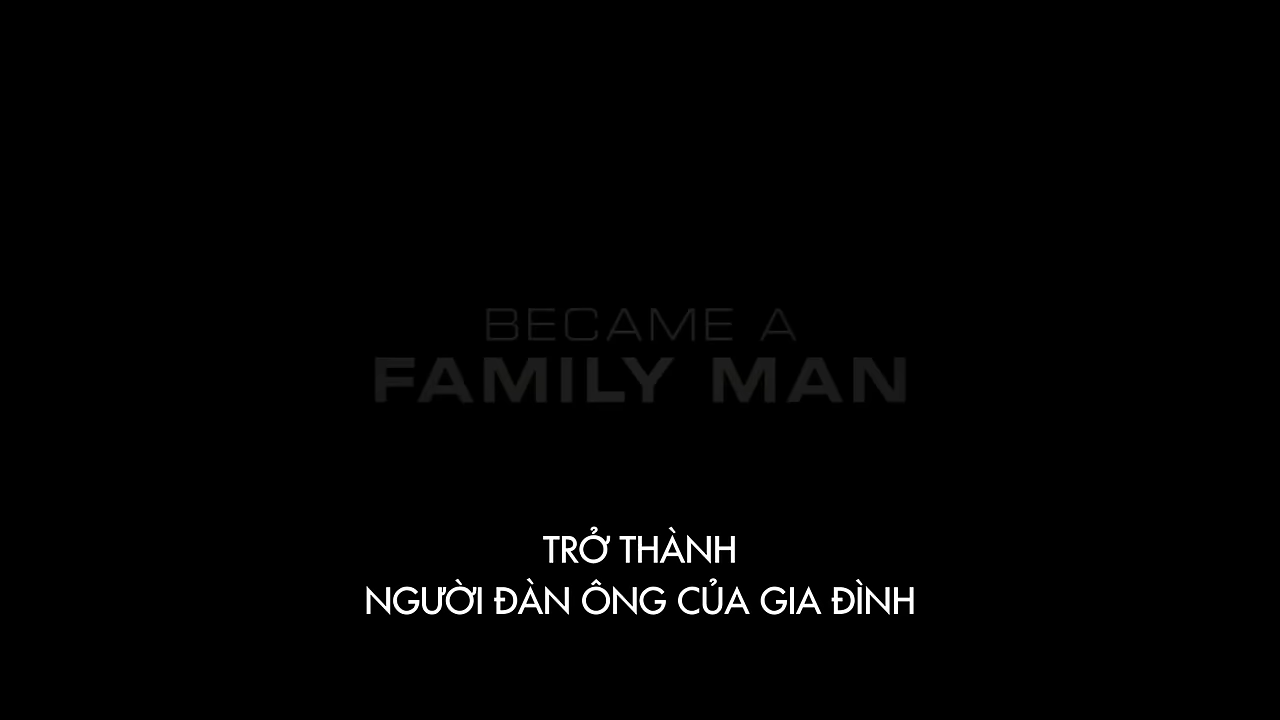 BECAME A
FAMILY MAN
TRỞ THÀNH
NGƯỜI ĐÀN ÔNG CỦA GIA ĐÌNH